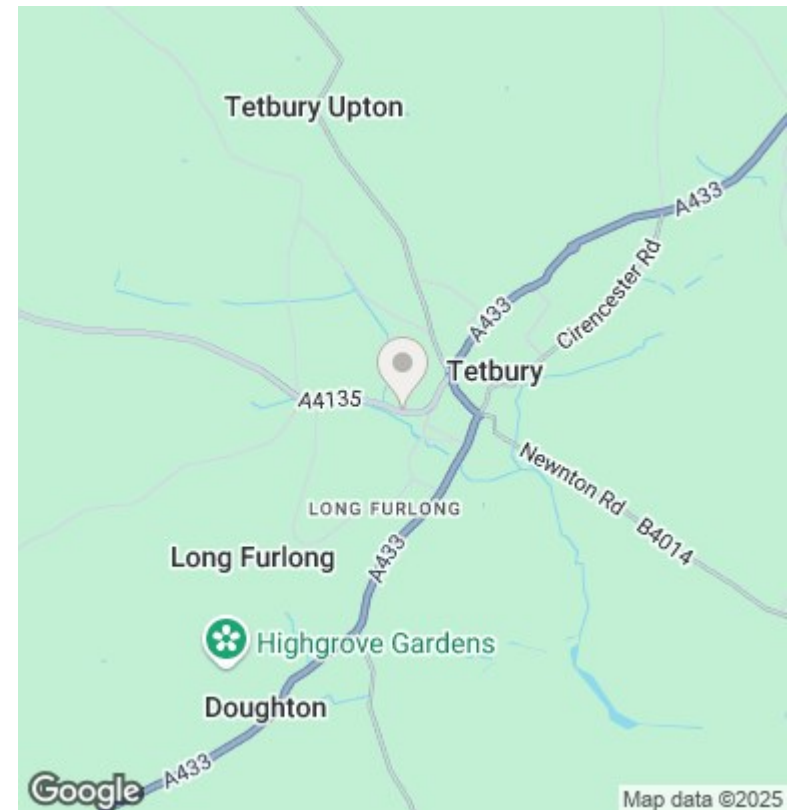 Tetbury Upton
A433
Cirencester Rd
A433
Tetbury
A4135
Newnton Rd
B4014
LONG FURLONG
Long Furlong
A433
Highgrove Gardens
Doughton
A433
Google
Map data ©2025